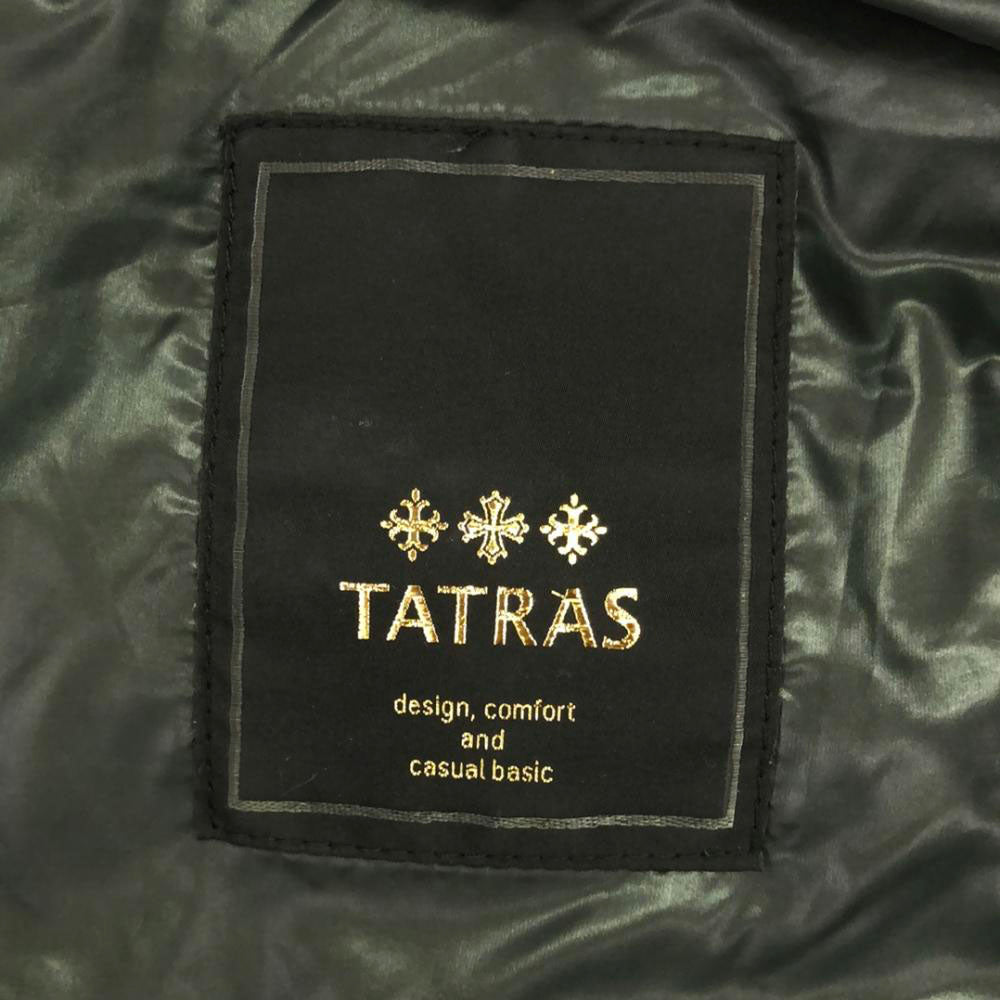 TATRAS
design, comfort
and
casual basic